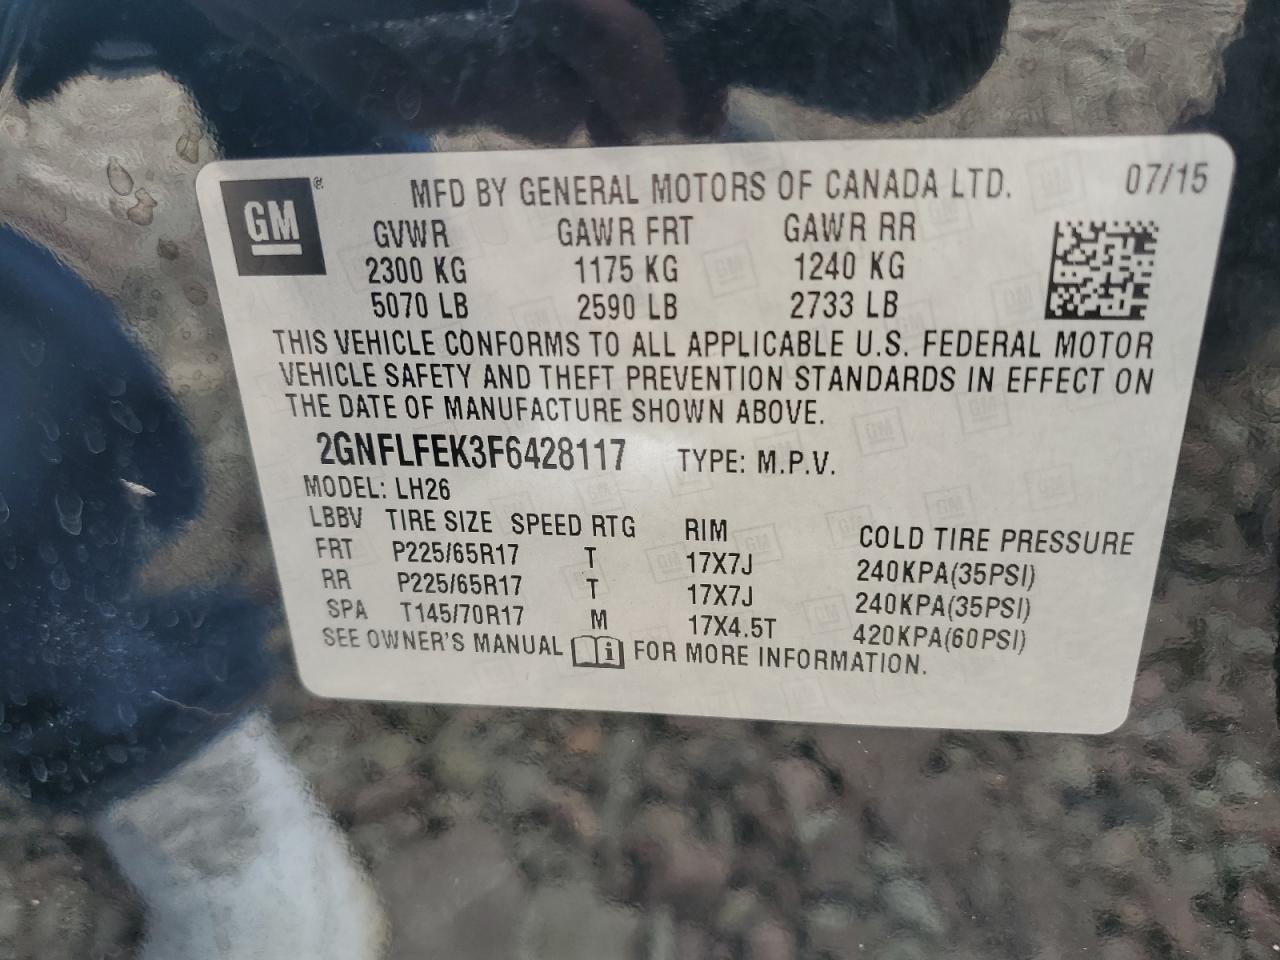 GM®
MFD BY GENERAL MOTORS OF CANADA LTD. 07/15
GVWR GAWR FRT GAWR RR
2300 KG 1175 KG 1240 KG
5070 LB 2590 LB 2733 LB
THIS VEHICLE CONFORMS TO ALL APPLICABLE U.S. FEDERAL MOTOR
VEHICLE SAFETY AND THEFT PREVENTION STANDARDS IN EFFECT ON
THE DATE OF MANUFACTURE SHOWN ABOVE.
2GNFLFEK3F6428117 TYPE: M.P.V.
MODEL: LH26
LBBV TIRE SIZE SPEED RTG RIM COLD TIRE PRESSURE
FRT P225/65R17 T 17X7J 240KPA(35PSI)
RR P225/65R17 T 17X7J 240KPA(35PSI)
SPA T145/70R17 M 17X4.5T 420KPA(60PSI)
SEE OWNER'S MANUAL i FOR MORE INFORMATION.